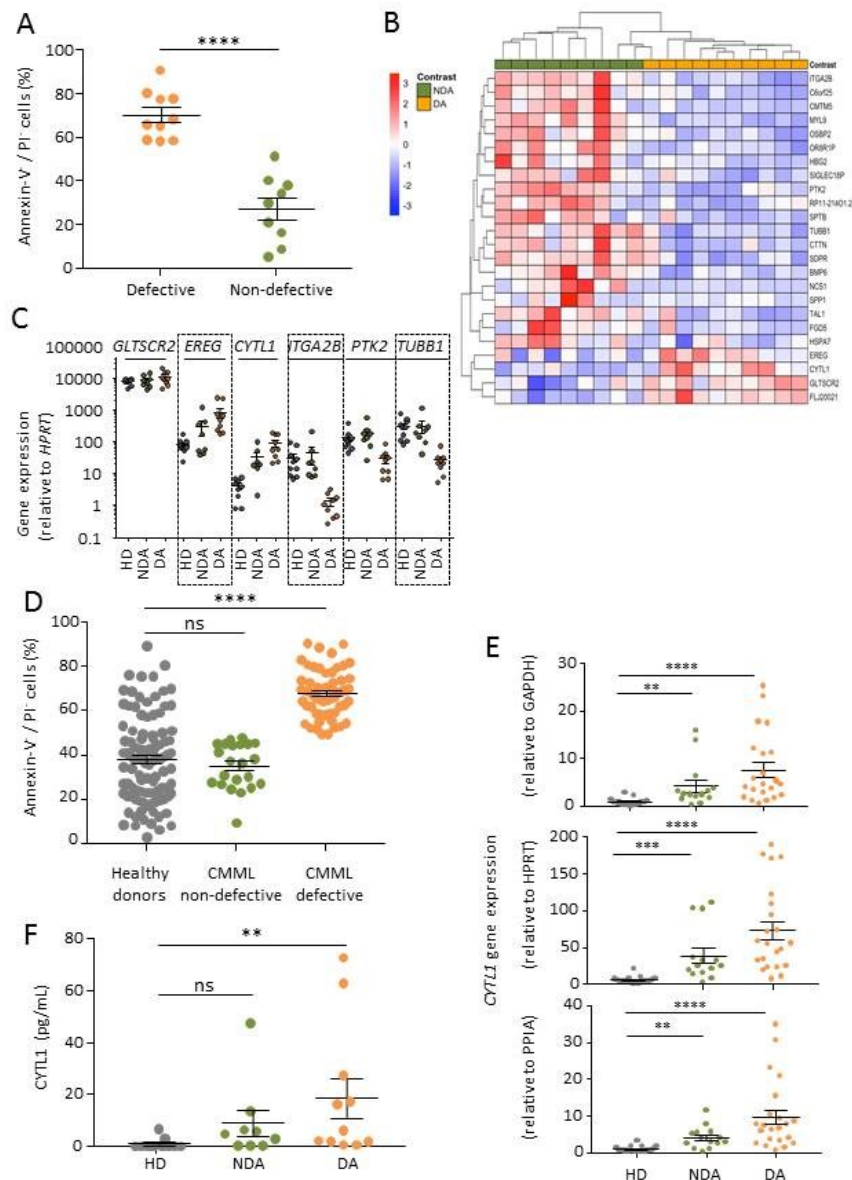 A
B
Annexin-V⁻ / PI⁻ cells (%)
100
80
60
40
20
0
****
Defective
Non-defective
3
2
1
0
-1
-2
-3
Contrast
NDA
DA
Contrast
ITGA2B
C6orf25
CMTM5
MYL9
OSBP2
OR8R1P
HBG2
SIGLEC18P
PTK2
RP11-214O1.2
SPTB
TUBB1
CTTN
SDPR
BMP6
NCS1
SPP1
TAL1
FGD5
HSPA7
EREG
CYTL1
GLTSCR2
FLJ20021
C
GLTSCR2 EREG CYTL1 ITGA2B PTK2 TUBB1
Gene expression
(relative to HPRT)
100000
10000
1000
100
10
1
0.1
HD NDA DA HD NDA DA HD NDA DA HD NDA DA HD NDA DA HD NDA DA
D
****
ns
Annexin-V⁻ / PI⁻ cells (%)
100
80
60
40
20
0
Healthy donors
CMML non-defective
CMML defective
E
CYTL1 gene expression
(relative to GAPDH)
30
20
10
0
****
**
(relative to HPRT)
200
150
100
50
0
****
***
(relative to PPIA)
40
30
20
10
0
****
**
HD NDA DA
F
CYTL1 (pg/mL)
80
60
40
20
0
**
ns
HD NDA DA